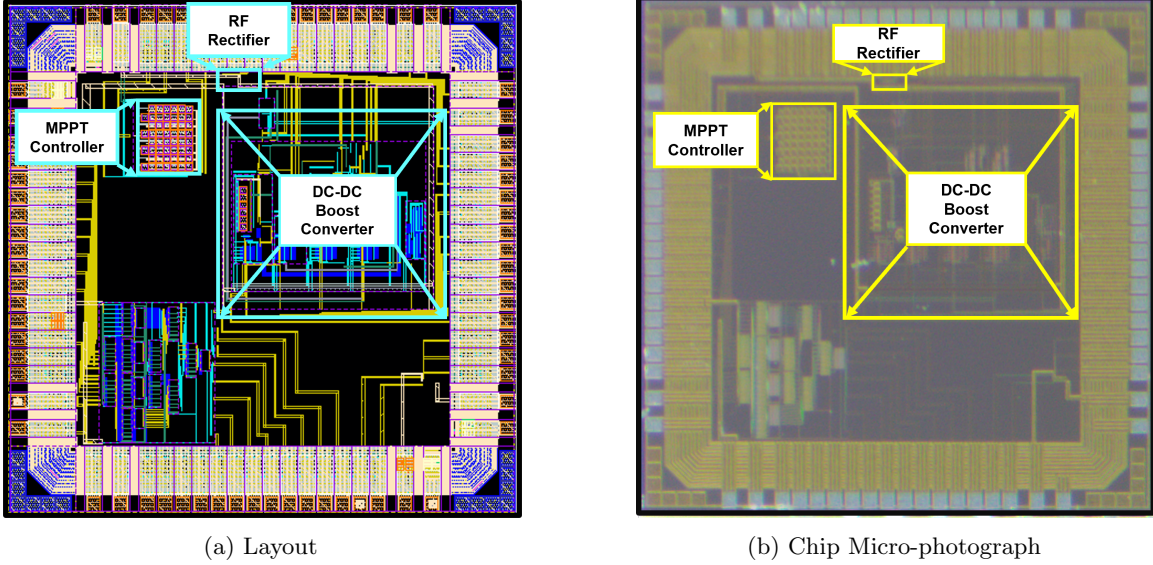 RF
Rectifier
MPPT
Controller
DC-DC
Boost
Converter
(a) Layout
RF
Rectifier
MPPT
Controller
DC-DC
Boost
Converter
(b) Chip Micro-photograph